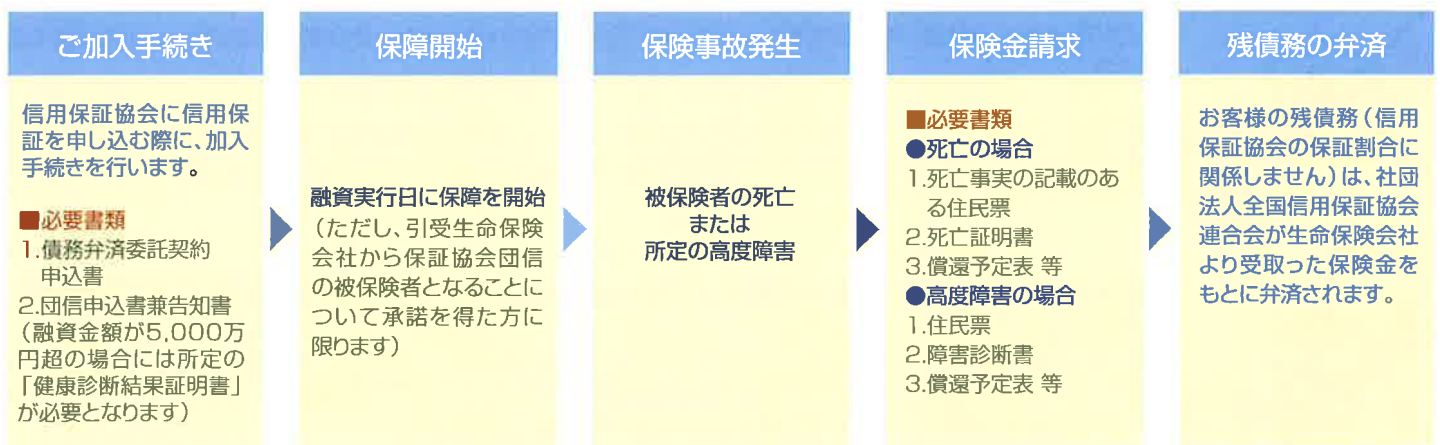 ご加入手続き
信用保証協会に信用保
証を申し込む際に、加入
手続きを行います。
■必要書類
1.債務弁済委託契約
申込書
2.団信申込書兼告知書
（融資金額が5,000万
円超の場合には所定の
「健康診断結果証明書」
が必要となります）
保障開始
融資実行日に保障を開始
（ただし、引受生命保険
会社から保証協会団信
の被保険者となることに
ついて承諾を得た方に
限ります）
保険事故発生
被保険者の死亡
または
所定の高度障害
保険金請求
■必要書類
●死亡の場合
1.死亡事実の記載のあ
る住民票
2.死亡証明書
3.償還予定表 等
●高度障害の場合
1.住民票
2.障害診断書
3.償還予定表 等
残債務の弁済
お客様の残債務（信用
保証協会の保証割合に
関係しません）は、社団
法人全国信用保証協会
連合会が生命保険会社
より受取った保険金を
もとに弁済されます。